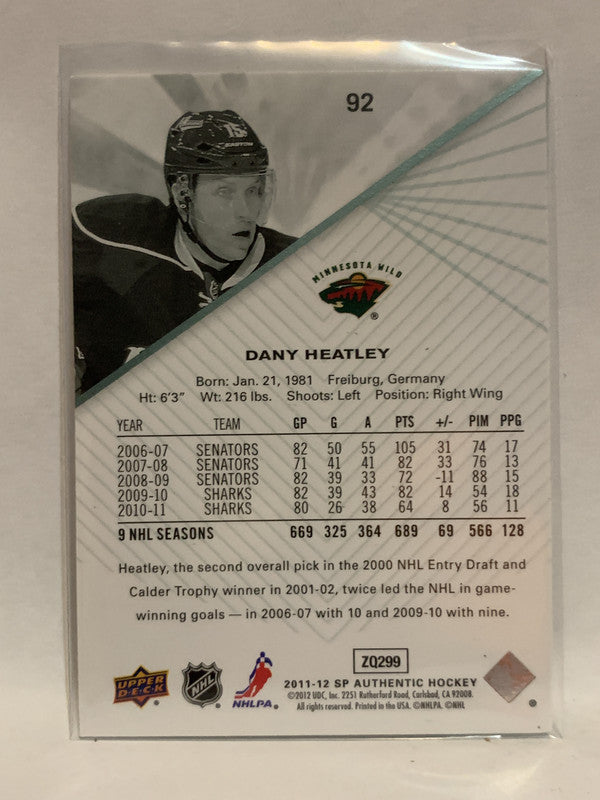 92
15
EASTON
MINNESOTA WILD
®
DANY HEATLEY
Born: Jan. 21, 1981 Freiburg, Germany
Ht: 6'3" Wt: 216 lbs. Shoots: Left Position: Right Wing
YEAR TEAM GP G A PTS +/- PIM PPG
2006-07 SENATORS 82 50 55 105 31 74 17
2007-08 SENATORS 71 41 41 82 33 76 13
2008-09 SENATORS 82 39 33 72 -11 88 15
2009-10 SHARKS 82 39 43 82 14 54 18
2010-11 SHARKS 80 26 38 64 8 56 11
9 NHL SEASONS 669 325 364 689 69 566 128
Heatley, the second overall pick in the 2000 NHL Entry Draft and
Calder Trophy winner in 2001-02, twice led the NHL in game-
winning goals — in 2006-07 with 10 and 2009-10 with nine.
ZQ299
UPPER DECK
NHL
NHLPA
2011-12 SP AUTHENTIC HOCKEY
©2012 UDC, Inc. 2251 Rutherford Road, Carlsbad, CA 92008.
All rights reserved. Printed in the USA. ©NHLPA. ©NHL